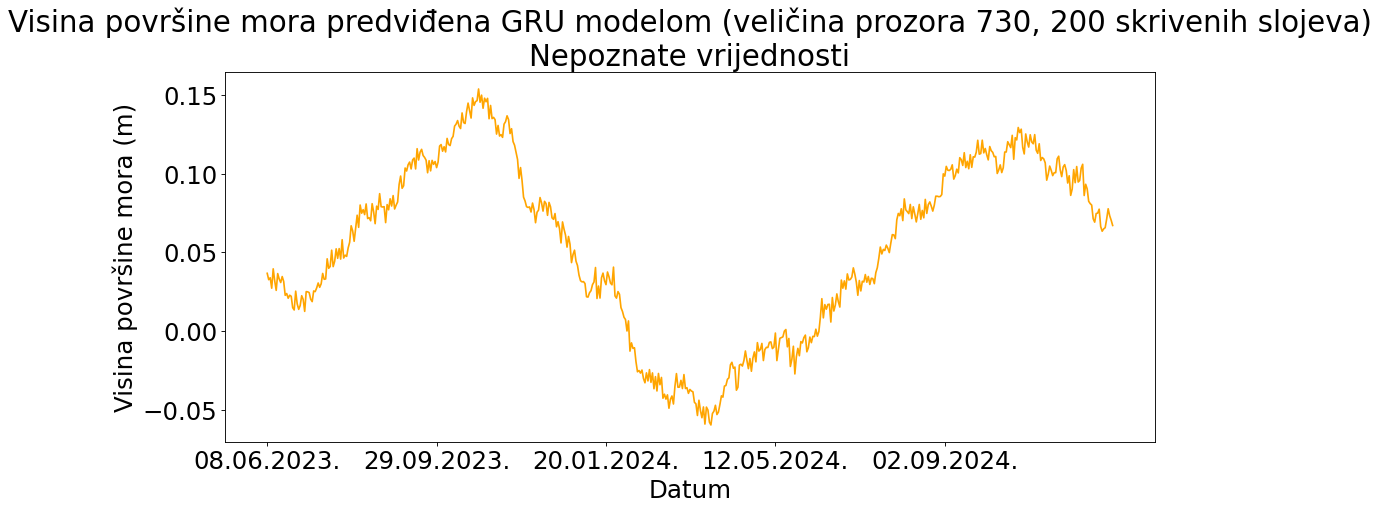 Visina površine mora predviđena GRU modelom (veličina prozora 730, 200 skrivenih slojeva)
Nepoznate vrijednosti
Visina površine mora (m)
0.15
0.10
0.05
0.00
−0.05
08.06.2023. 29.09.2023. 20.01.2024. 12.05.2024. 02.09.2024.
Datum